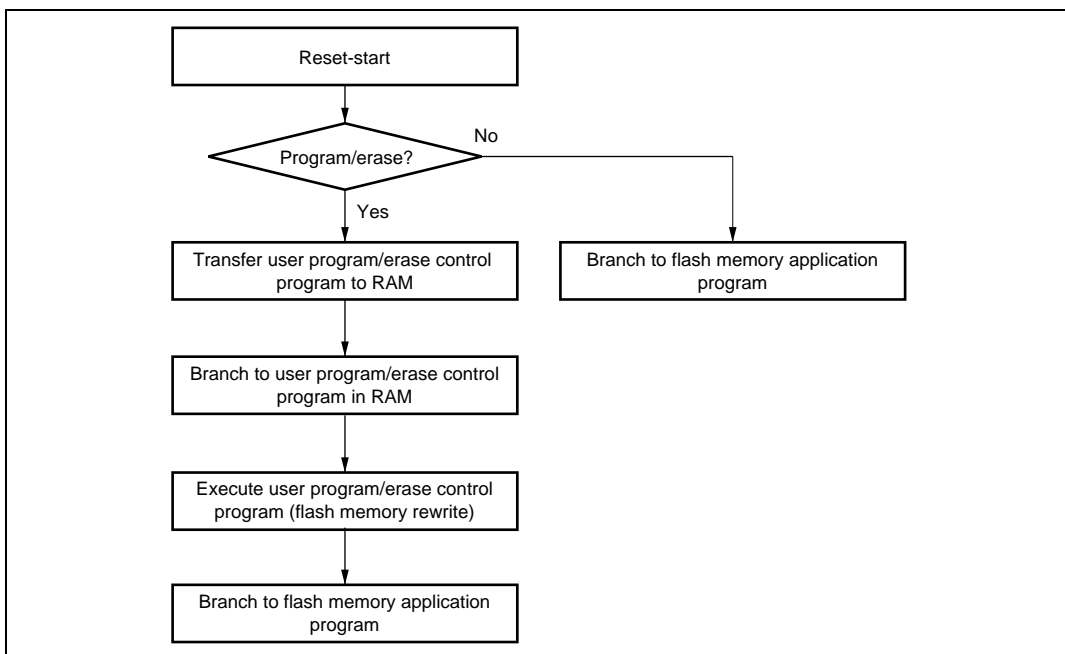 Reset-start
No
Program/erase?
Yes
Transfer user program/erase control
program to RAM
Branch to flash memory application
program
Branch to user program/erase control
program in RAM
Execute user program/erase control
program (flash memory rewrite)
Branch to flash memory application
program